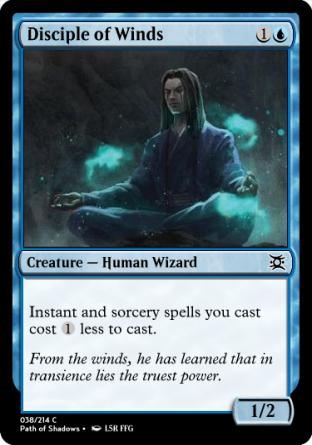 Disciple of Winds 1
Creature — Human Wizard
Instant and sorcery spells you cast
cost 1 less to cast.
From the winds, he has learned that in
transience lies the truest power.
1/2
038/214 C
Path of Shadows • LSR FFG